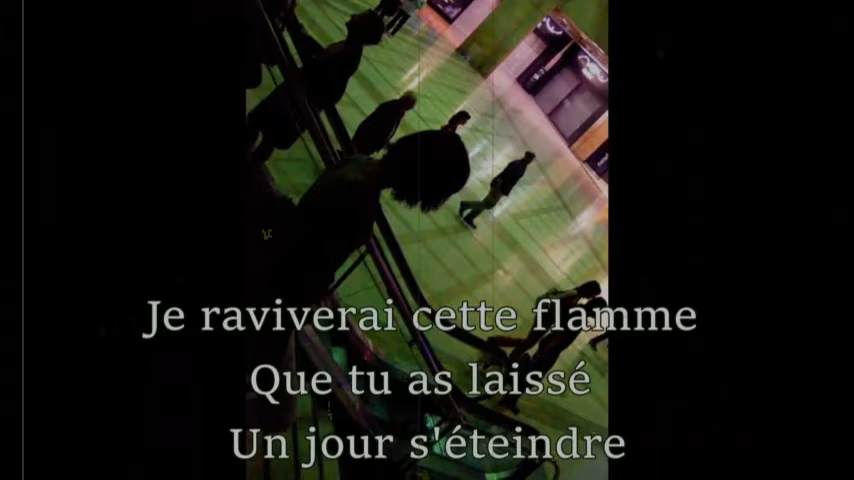 Je raviverai cette flamme
Que tu as laissé
Un jour s'éteindre